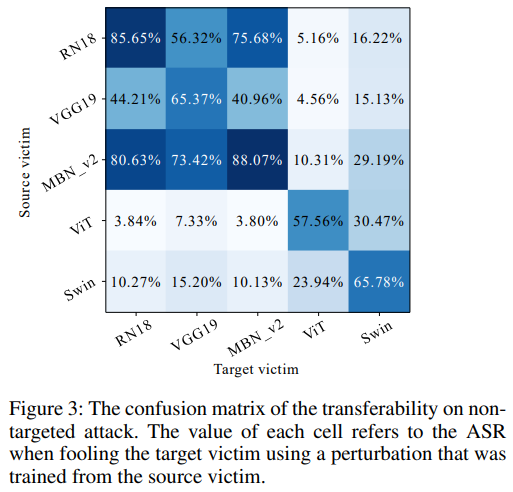 RN18 85.65% 56.32% 75.68% 5.16% 16.22%
VGG19 44.21% 65.37% 40.96% 4.56% 15.13%
MBN_v2 80.63% 73.42% 88.07% 10.31% 29.19%
ViT 3.84% 7.33% 3.80% 57.56% 30.47%
Swin 10.27% 15.20% 10.13% 23.94% 65.78%
Source victim
RN18 VGG19 MBN_v2 ViT Swin
Target victim
Figure 3: The confusion matrix of the transferability on non-
targeted attack. The value of each cell refers to the ASR
when fooling the target victim using a perturbation that was
trained from the source victim.